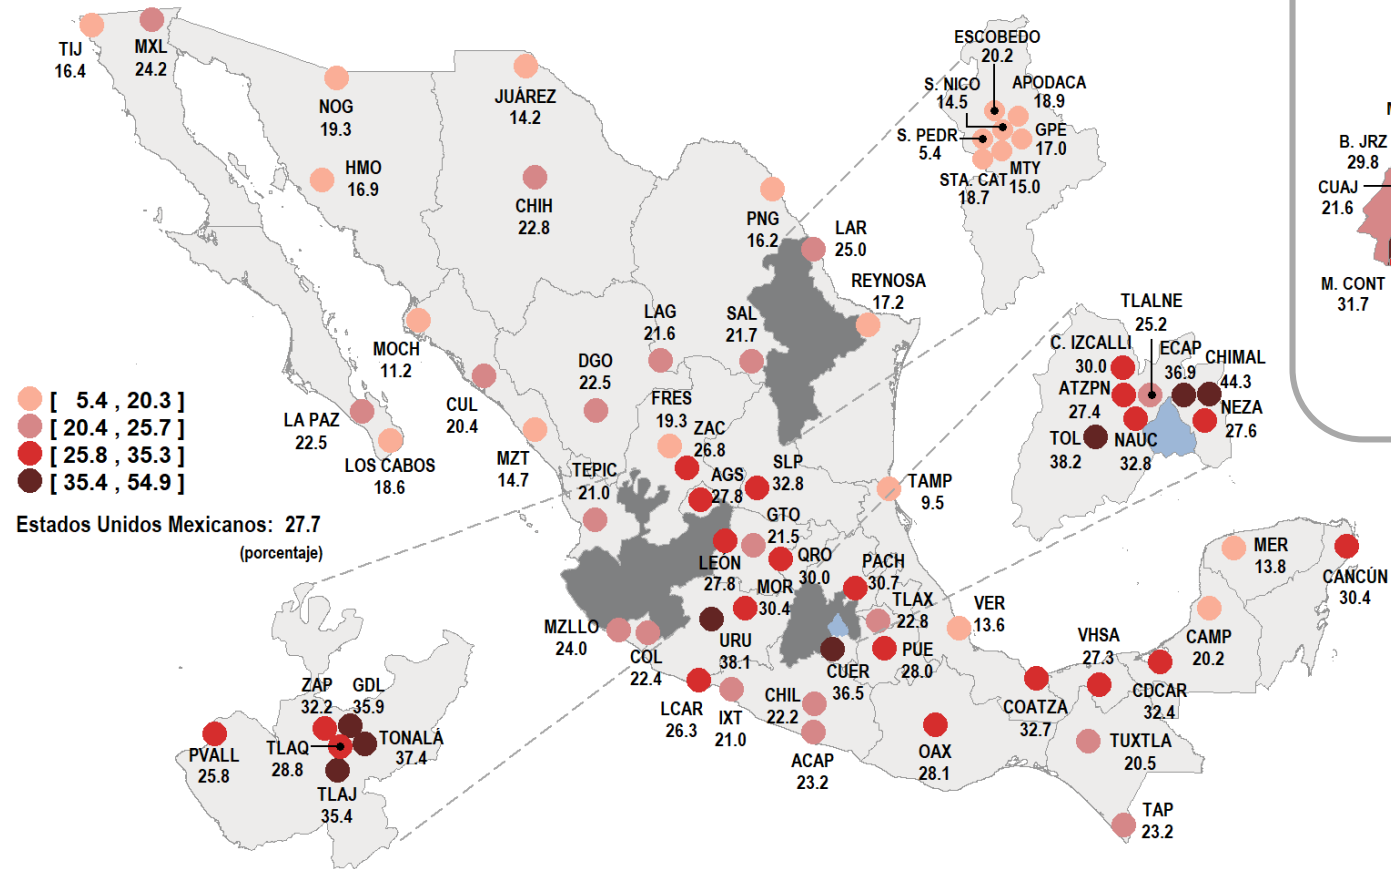 TIJ
16.4
MXL
24.2
NOG
19.3
HMO
16.9
JUÁREZ
14.2
CHIH
22.8
PNG
16.2
LAR
25.0
REYNOSA
17.2
ESCOBEDO
20.2
S. NICO
14.5
APODACA
18.9
S. PEDR
5.4
GPE
17.0
MTY
15.0
STA. CAT
18.7
B. JRZ
29.8
CUAJ
21.6
M. CONT
31.7
MOCH
11.2
LAG
21.6
SAL
21.7
DGO
22.5
CUL
20.4
LA PAZ
22.5
LOS CABOS
18.6
MZT
14.7
FRES
19.3
ZAC
26.8
TEPIC
21.0
AGS
27.8
SLP
32.8
TAMP
9.5
TLALNE
25.2
C. IZCALLI
30.0
ECAP
36.9
CHIMAL
44.3
ATZPN
27.4
NEZA
27.6
TOL
38.2
NAUC
32.8
[ 5.4 , 20.3 ]
[ 20.4 , 25.7 ]
[ 25.8 , 35.3 ]
[ 35.4 , 54.9 ]
Estados Unidos Mexicanos: 27.7
(porcentaje)
GTO
21.5
LEÓN
27.8
QRO
30.0
PACH
30.7
MOR
30.4
TLAX
22.8
VER
13.6
MER
13.8
CANCÚN
30.4
CAMP
20.2
MZLLO
24.0
COL
22.4
URU
38.1
CUER
36.5
PUE
28.0
VHSA
27.3
CDCAR
32.4
COATZA
32.7
LCAR
26.3
IXT
21.0
CHIL
22.2
ACAP
23.2
OAX
28.1
TUXTLA
20.5
TAP
23.2
ZAP
32.2
GDL
35.9
PVALL
25.8
TLAQ
28.8
TONALÁ
37.4
TLAJ
35.4